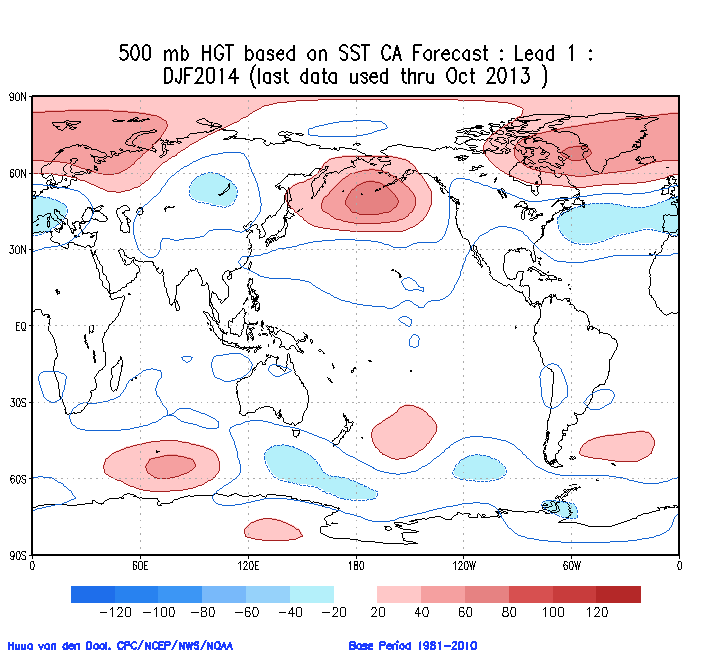 500 mb HGT based on SST CA Forecast : Lead 1 :
DJF2014 (last data used thru Oct 2013 )
90N
60N
30N
EQ
30S
60S
90S
0 60E 120E 180 120W 60W 0
-120 -100 -80 -60 -40 -20 20 40 60 80 100 120
Huug van den Dool, CPC/NCEP/NWS/NOAA Base Period 1981-2010